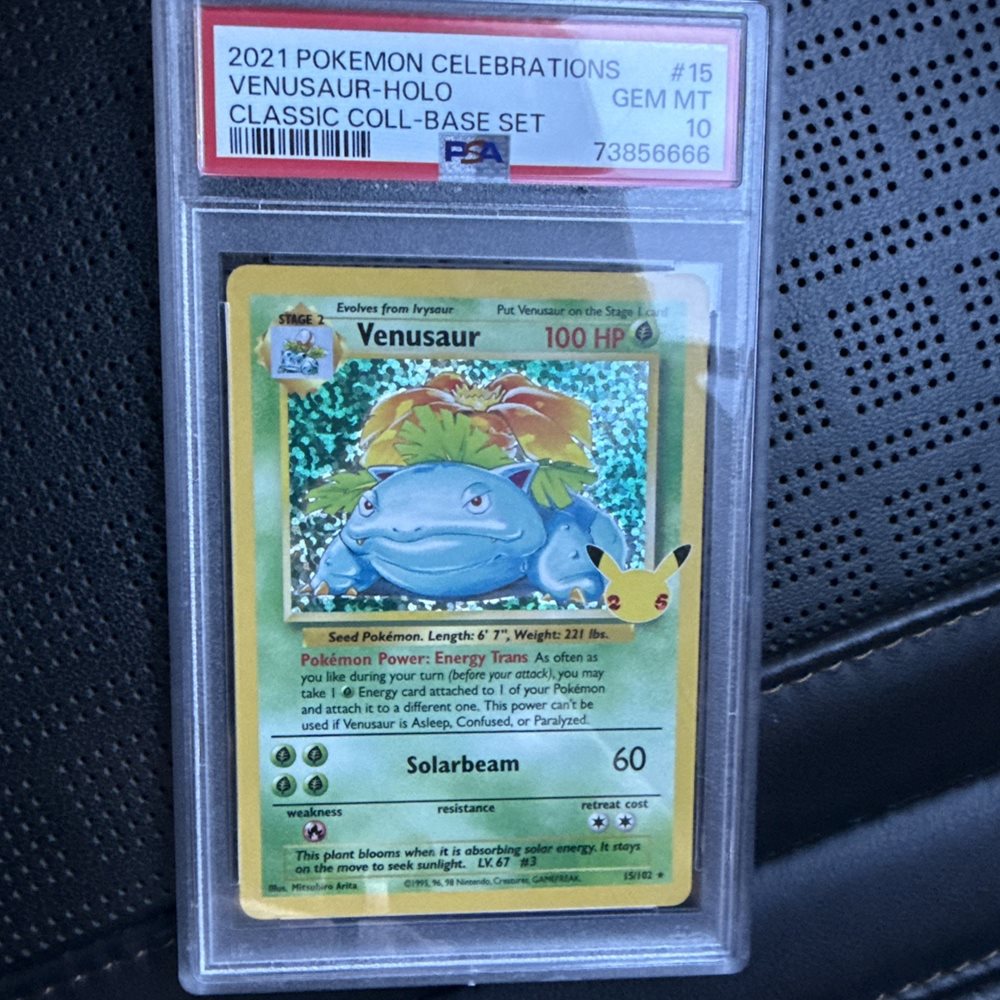 2021 POKEMON CELEBRATIONS #15
VENUSAUR-HOLO GEM MT
CLASSIC COLL-BASE SET 10
PSA 73856666
Evolves from Ivysaur Put Venusaur on the Stage 1 card
STAGE 2
Venusaur 100 HP
25
Seed Pokémon. Length: 6' 7", Weight: 221 lbs.
Pokémon Power: Energy Trans As often as
you like during your turn (before your attack), you may
take 1 Energy card attached to 1 of your Pokémon
and attach it to a different one. This power can't be
used if Venusaur is Asleep, Confused, or Paralyzed.
Solarbeam 60
weakness resistance retreat cost
This plant blooms when it is absorbing solar energy. It stays
on the move to seek sunlight. LV. 67 #3
Illus. Mitsuhiro Arita ©1995, 96, 98 Nintendo, Creatures, GAMEFREAK. 15/102 ★